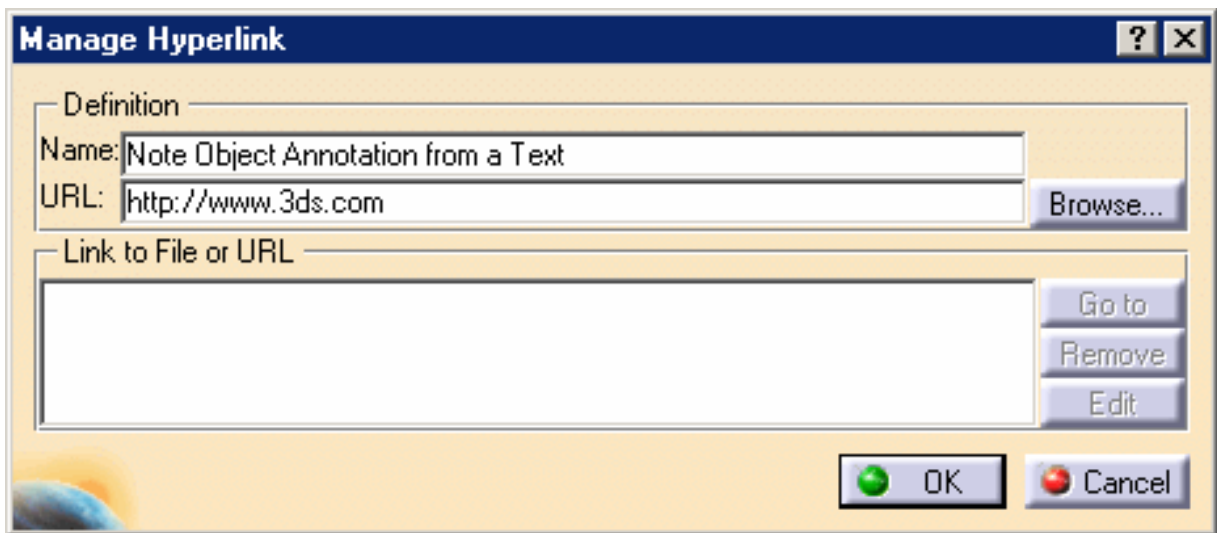 Manage Hyperlink
Definition
Name: Note Object Annotation from a Text
URL: http://www.3ds.com Browse...
Link to File or URL
Go to
Remove
Edit
OK Cancel